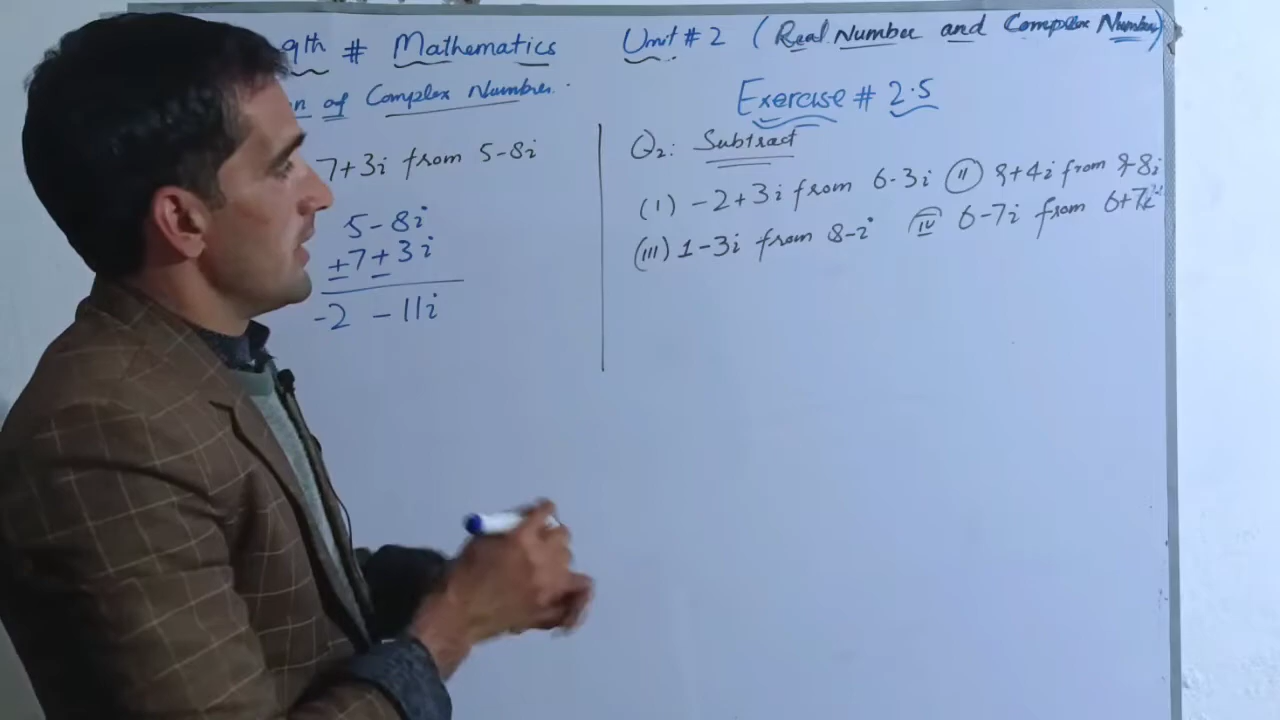 9th # Mathematics Unit # 2 (Real Number and Complex Number)
of Complex Number.
Exercise # 2.5
7+3i from 5-8i
5-8i
±7±3i
-2 -11i
Q2: Subtract
(I) -2+3i from 6-3i (II) 9+4i from 9-8i
(III) 1-3i from 8-i (IV) 6-7i from 6+7i